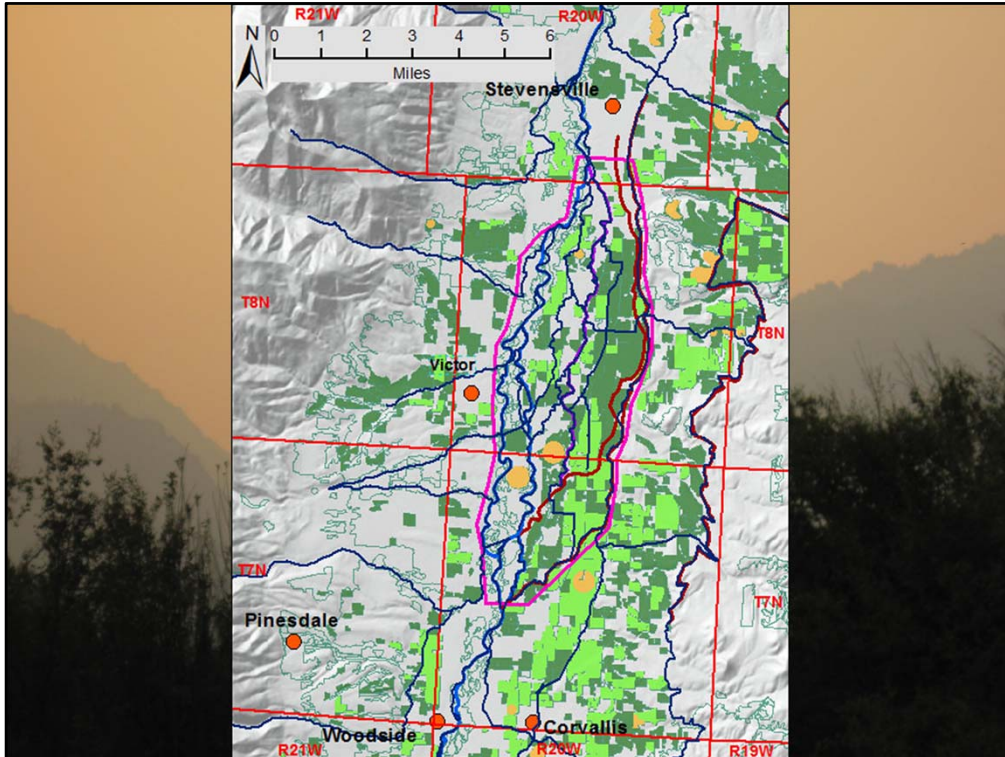 R21W
R20W
N
0 1 2 3 4 5 6
Miles
Stevensville
T8N
T8N
Victor
T7N
T7N
Pinesdale
Woodside
Corvallis
R21W
R20W
R19W